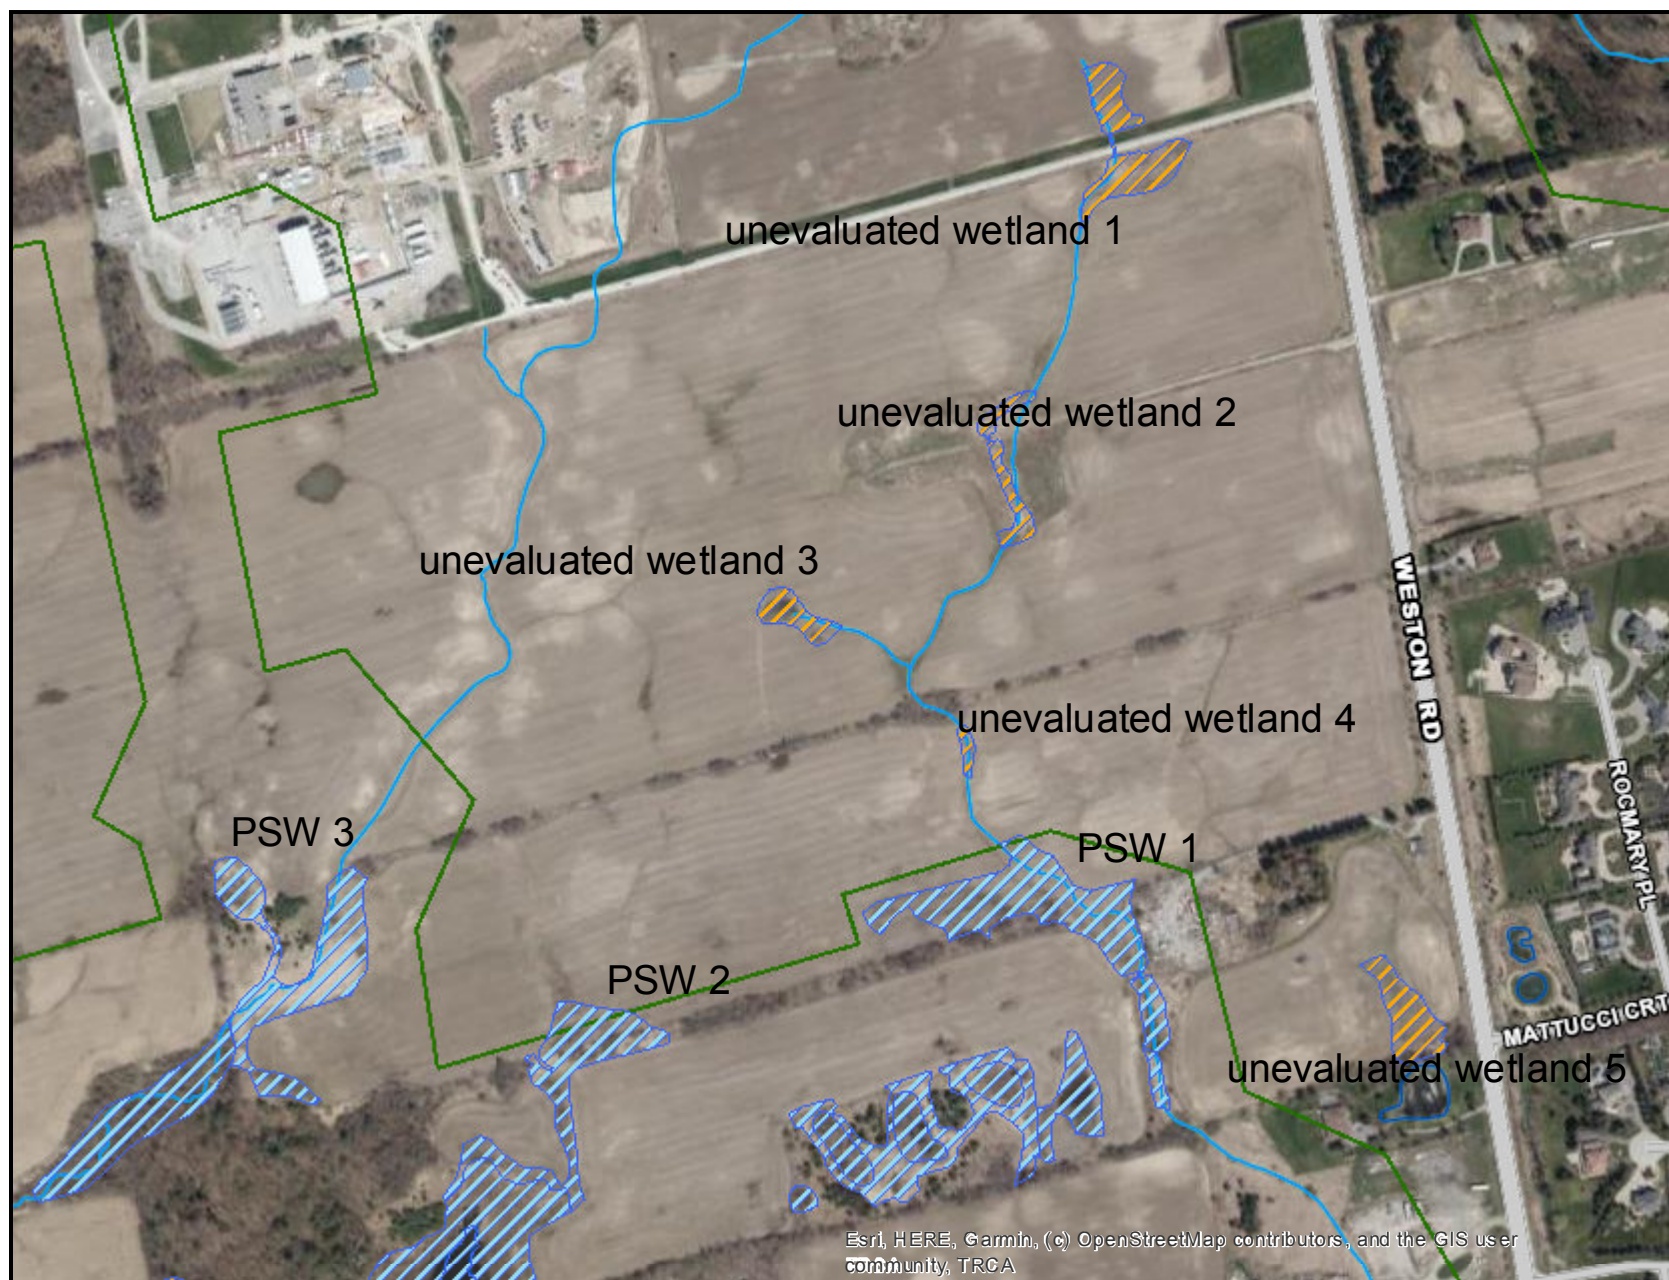 unevaluated wetland 1
unevaluated wetland 2
unevaluated wetland 3
WESTON RD
unevaluated wetland 4
ROCMARY PL
PSW 3
PSW 1
PSW 2
MATTUCCI CRT
unevaluated wetland 5
Esri, HERE, Garmin, (c) OpenStreetMap contributors, and the GIS user
community, TRCA